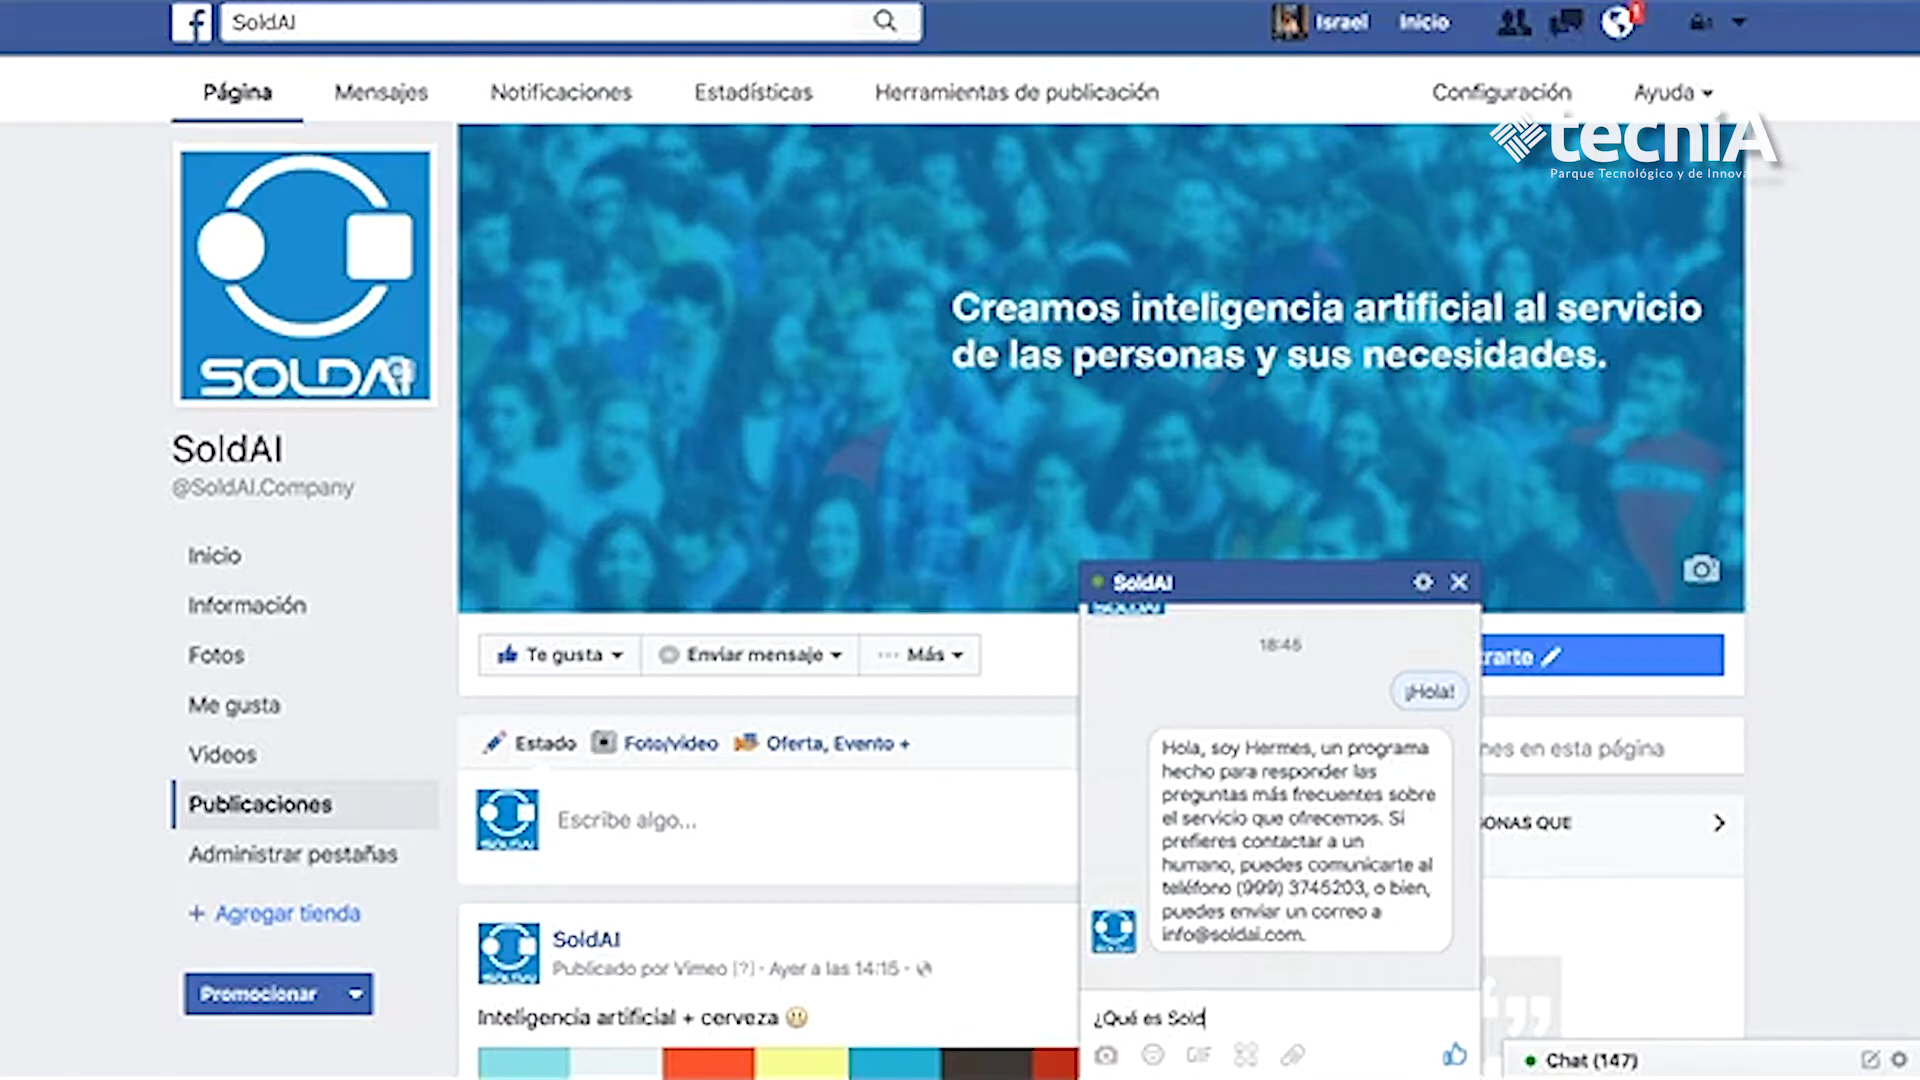 SoldAI
Israel
Inicio
1
Página
Mensajes
Notificaciones
Estadísticas
Herramientas de publicación
Configuración
Ayuda
tecnIA
Parque Tecnológico y de Innova
SOLDAI
Creamos inteligencia artificial al servicio
de las personas y sus necesidades.
SoldAI
@SoldAI.Company
Inicio
Información
Fotos
Me gusta
Videos
Publicaciones
Administrar pestañas
+ Agregar tienda
Promocionar
Te gusta
Enviar mensaje
··· Más
rarte
Estado
Foto/video
Oferta, Evento +
Escribe algo...
nes en esta página
ONAS QUE
SoldAI
Publicado por Vimeo [?] · Ayer a las 14:15 ·
Inteligencia artificial + cerveza
SoldAI
18:45
¡Hola!
Hola, soy Hermes, un programa
hecho para responder las
preguntas más frecuentes sobre
el servicio que ofrecemos. Si
prefieres contactar a un
humano, puedes comunicarte al
teléfono (999) 3745203, o bien,
puedes enviar un correo a
info@soldai.com.
¿Qué es Sold
GIF
Chat (147)